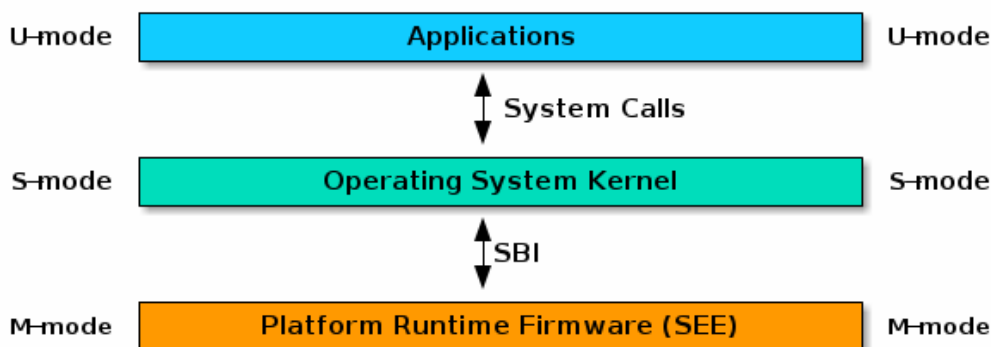 U-mode Applications U-mode
System Calls
S-mode Operating System Kernel S-mode
SBI
M-mode Platform Runtime Firmware (SEE) M-mode